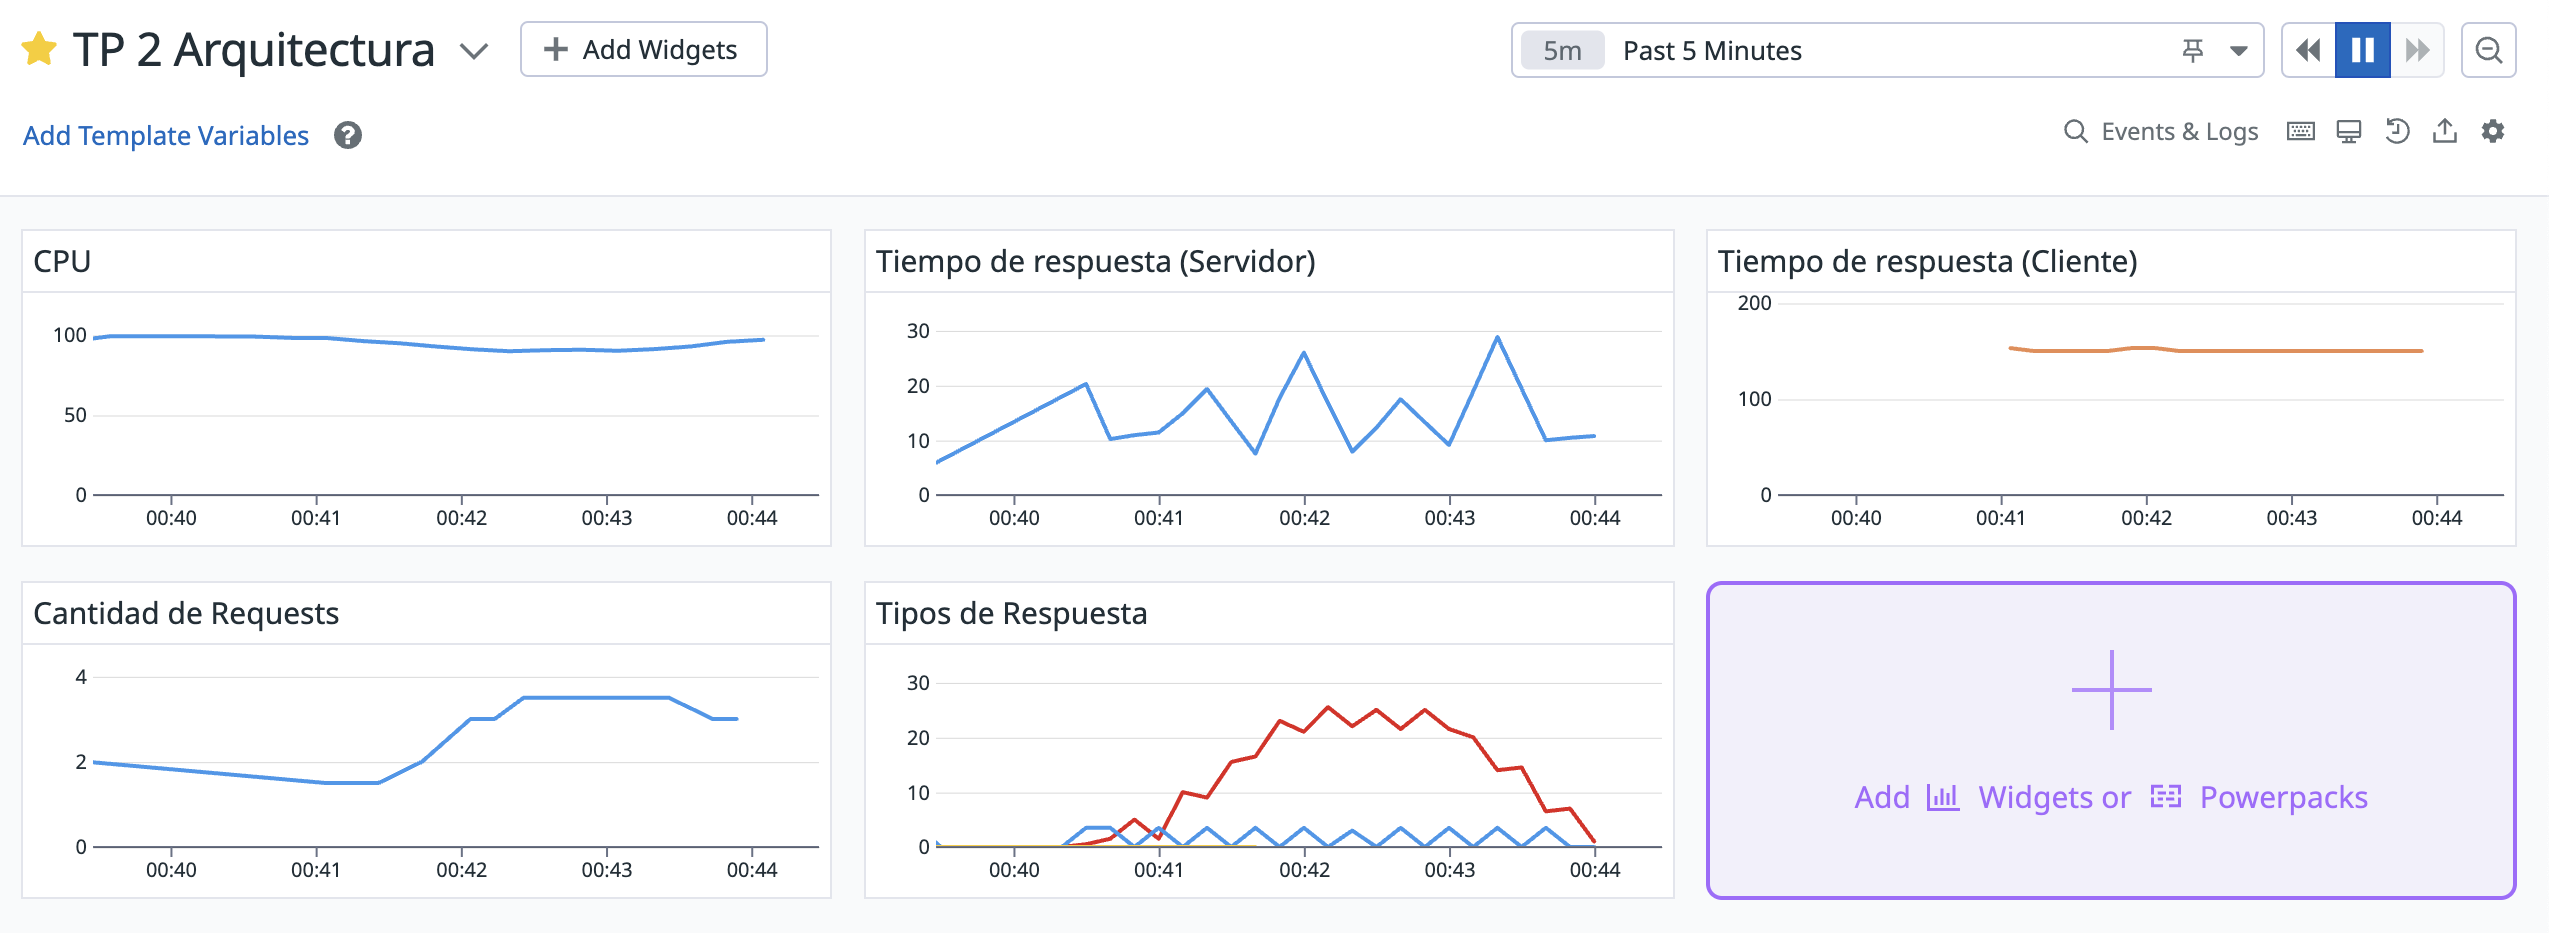 TP 2 Arquitectura
Add Widgets
5m Past 5 Minutes
Add Template Variables
Events & Logs
CPU
100
50
0
00:40 00:41 00:42 00:43 00:44
Tiempo de respuesta (Servidor)
30
20
10
0
00:40 00:41 00:42 00:43 00:44
Tiempo de respuesta (Cliente)
200
100
0
00:40 00:41 00:42 00:43 00:44
Cantidad de Requests
4
2
0
00:40 00:41 00:42 00:43 00:44
Tipos de Respuesta
30
20
10
0
00:40 00:41 00:42 00:43 00:44
Add Widgets or Powerpacks